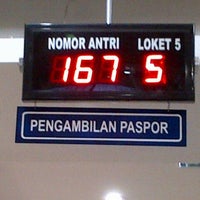 NOMOR ANTRI LOKET 5
167 5
PENGAMBILAN PASPOR